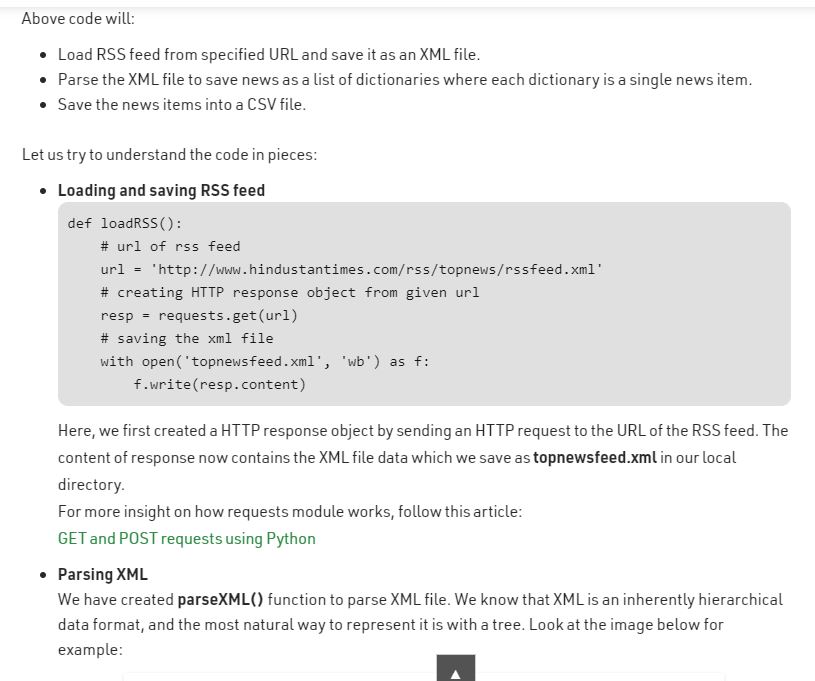 Above code will:
• Load RSS feed from specified URL and save it as an XML file.
• Parse the XML file to save news as a list of dictionaries where each dictionary is a single news item.
• Save the news items into a CSV file.
Let us try to understand the code in pieces:
• Loading and saving RSS feed
def loadRSS():
    # url of rss feed
    url = 'http://www.hindustantimes.com/rss/topnews/rssfeed.xml'
    # creating HTTP response object from given url
    resp = requests.get(url)
    # saving the xml file
    with open('topnewsfeed.xml', 'wb') as f:
        f.write(resp.content)
Here, we first created a HTTP response object by sending an HTTP request to the URL of the RSS feed. The
content of response now contains the XML file data which we save as topnewsfeed.xml in our local
directory.
For more insight on how requests module works, follow this article:
GET and POST requests using Python
• Parsing XML
We have created parseXML() function to parse XML file. We know that XML is an inherently hierarchical
data format, and the most natural way to represent it is with a tree. Look at the image below for
example: